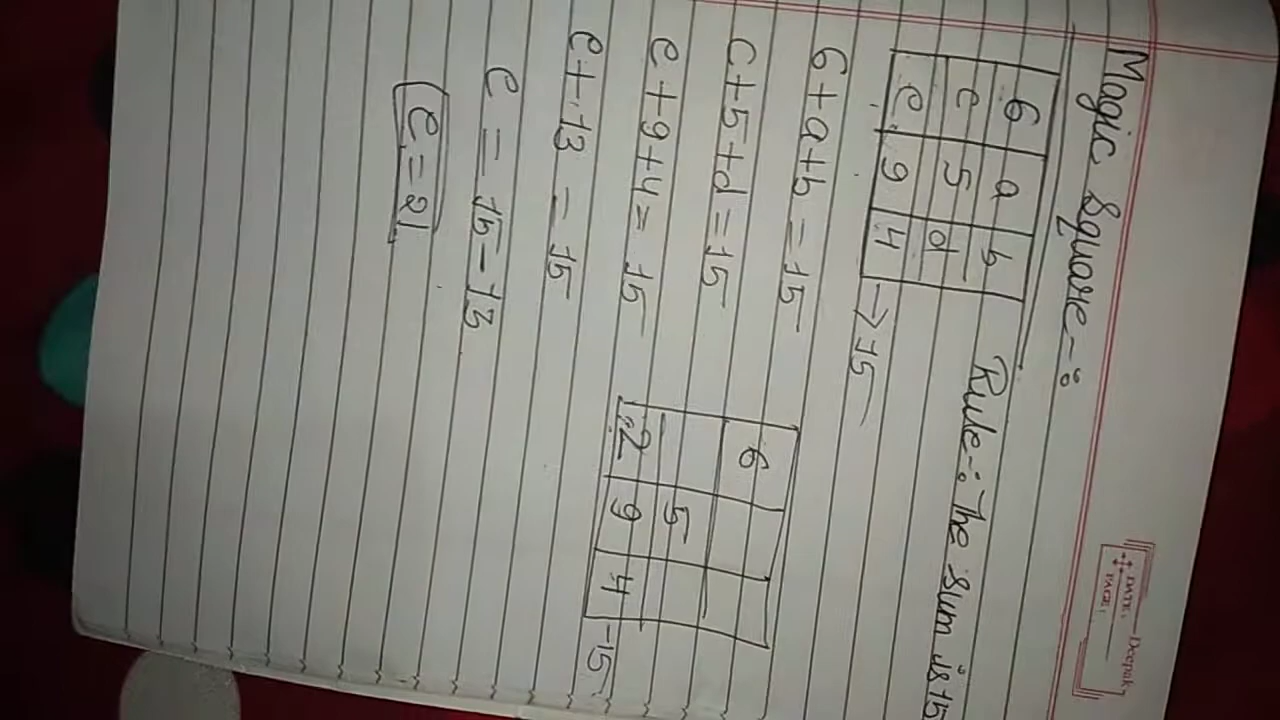 DATE: Deepak
PAGE:
Magic Square-:
Rule-: The sum is 15
6 a b
c 5 d
e 9 4 → 15
6+a+b=15
c+5+d=15
e+9+4=15
e+13=15
e=15-13
e=2
6
5
2 9 4 -15